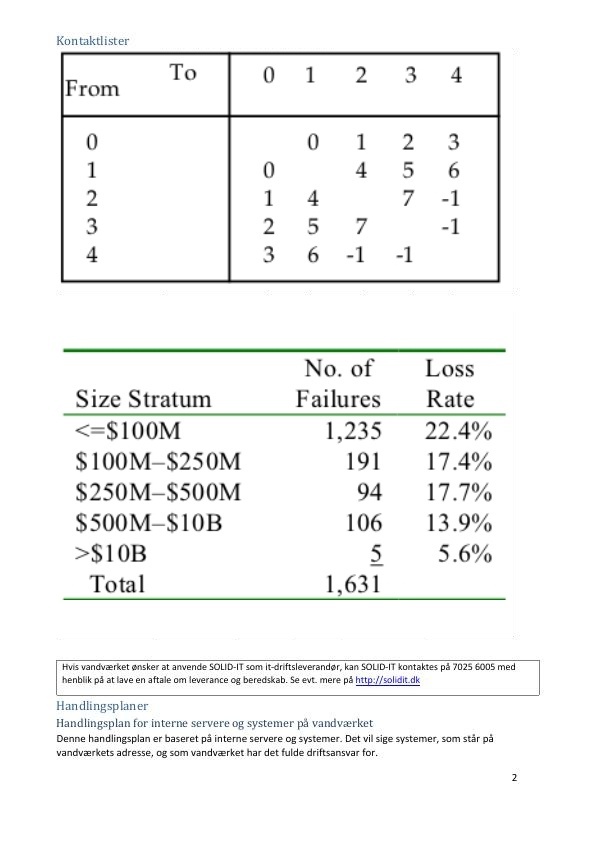 Kontaktlister
To
From
0 1 2 3 4
0 0 1 2 3
1 0 4 5 6
2 1 4 7 -1
3 2 5 7 -1
4 3 6 -1 -1
No. of Loss
Size Stratum Failures Rate
<=$100M 1,235 22.4%
$100M–$250M 191 17.4%
$250M–$500M 94 17.7%
$500M–$10B 106 13.9%
>$10B 5 5.6%
Total 1,631
Hvis vandværket ønsker at anvende SOLID-IT som it-driftsleverandør, kan SOLID-IT kontaktes på 7025 6005 med
henblik på at lave en aftale om leverance og beredskab. Se evt. mere på http://solidit.dk
Handlingsplaner
Handlingsplan for interne servere og systemer på vandværket
Denne handlingsplan er baseret på interne servere og systemer. Det vil sige systemer, som står på
vandværkets adresse, og som vandværket har det fulde driftsansvar for.
2